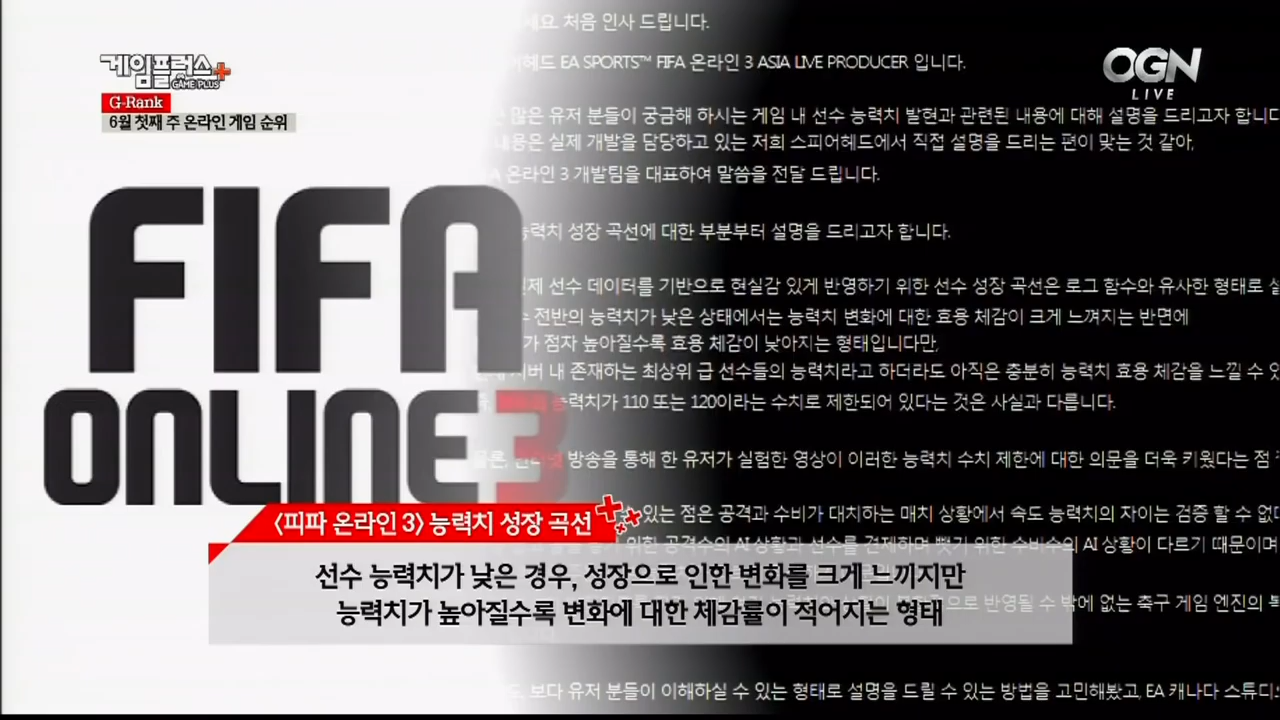 게임플러스+
GAME PLUS
G-Rank
6월 첫째 주 온라인 게임 순위
OGN
LIVE
FIFA
ONLINE 3
처음 인사 드립니다.
EA SPORTS™ FIFA 온라인 3 ASIA LIVE PRODUCER 입니다.
많은 유저 분들이 궁금해 하시는 게임 내 선수 능력치 발현과 관련된 내용에 대해 설명을 드리고자 합니다
내용은 실제 개발을 담당하고 있는 저희 스피어헤드에서 직접 설명을 드리는 편이 맞는 것 같아,
온라인 3 개발팀을 대표하여 말씀을 전달 드립니다.
능력치 성장 곡선에 대한 부분부터 설명을 드리고자 합니다.
선수 데이터를 기반으로 현실감 있게 반영하기 위한 선수 성장 곡선은 로그 함수와 유사한 형태로
전반의 능력치가 낮은 상태에서는 능력치 변화에 대한 효용 체감이 크게 느껴지는 반면에
가 점차 높아질수록 효용 체감이 낮아지는 형태입니다만,
내 존재하는 최상위 급 선수들의 능력치라고 하더라도 아직은 충분히 능력치 효용 체감을 느낄 수
능력치가 110 또는 120이라는 수치로 제한되어 있다는 것은 사실과 다릅니다.
방송을 통해 한 유저가 실험한 영상이 이러한 능력치 수치 제한에 대한 의문을 더욱 키웠다는 점
있는 점은 공격과 수비가 대치하는 매치 상황에서 속도 능력치의 차이는 검증 할 수
위한 공격수의 AI 상황과 선수를 견제하며 뺏기 위한 수비수의 AI 상황이 다르기 때문이며
〈피파 온라인 3〉 능력치 성장 곡선
선수 능력치가 낮은 경우, 성장으로 인한 변화를 크게 느끼지만
능력치가 높아질수록 변화에 대한 체감률이 적어지는 형태
으로 반영될 수 밖에 없는 축구 게임 엔진의
보다 유저 분들이 이해하실 수 있는 형태로 설명을 드릴 수 있는 방법을 고민해봤고, EA 캐나다 스튜디오